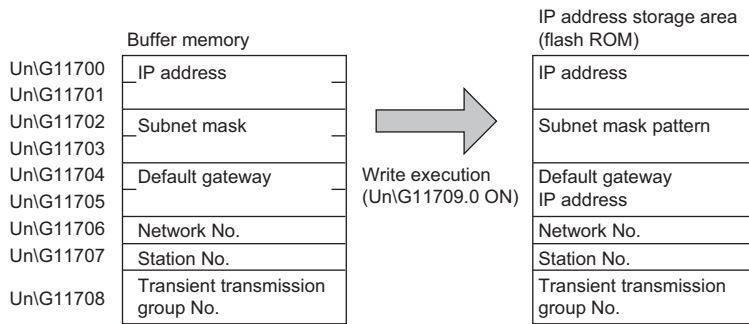 IP address storage area
(flash ROM)
Buffer memory
Un\G11700
IP address
IP address
Un\G11701
Un\G11702
Subnet mask
Subnet mask pattern
Un\G11703
Un\G11704
Default gateway
Write execution
Default gateway
Un\G11705
(Un\G11709.0 ON)
IP address
Un\G11706
Network No.
Network No.
Un\G11707
Station No.
Station No.
Un\G11708
Transient transmission
group No.
Transient transmission
group No.